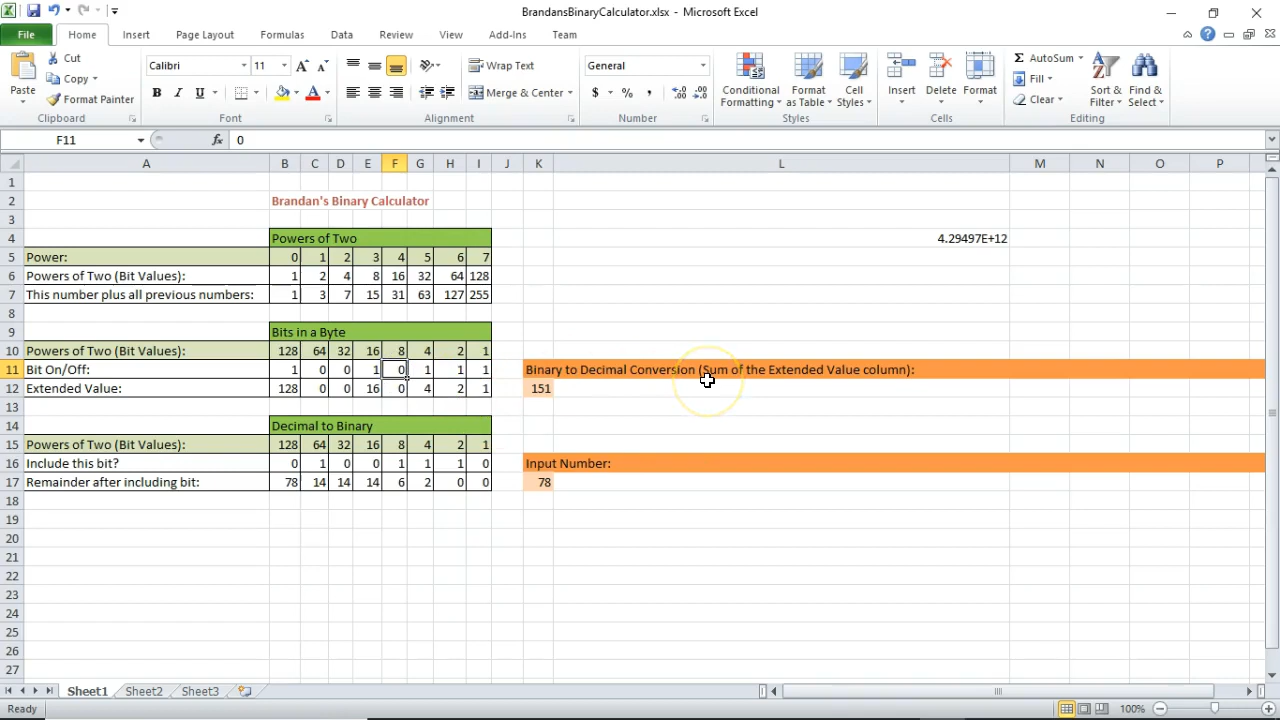 BrandansBinaryCalculator.xlsx - Microsoft Excel
File Home Insert Page Layout Formulas Data Review View Add-Ins Team
Paste Cut Calibri 11 A A Wrap Text General Conditional Formatting Format as Table Cell Styles Insert Delete Format Σ AutoSum Sort & Filter Find & Select
Copy Fill
Format Painter B I U A Merge & Center $ % , Clear
Clipboard Font Alignment Number Styles Cells Editing
F11 fx 0
A B C D E F G H I J K L M N O P
1
2 Brandan's Binary Calculator
3
4 Powers of Two 4.29497E+12
5 Power: 0 1 2 3 4 5 6 7
6 Powers of Two (Bit Values): 1 2 4 8 16 32 64 128
7 This number plus all previous numbers: 1 3 7 15 31 63 127 255
8
9 Bits in a Byte
10 Powers of Two (Bit Values): 128 64 32 16 8 4 2 1
11 Bit On/Off: 1 0 0 1 0 1 1 1 Binary to Decimal Conversion (Sum of the Extended Value column):
12 Extended Value: 128 0 0 16 0 4 2 1 151
13
14 Decimal to Binary
15 Powers of Two (Bit Values): 128 64 32 16 8 4 2 1
16 Include this bit? 0 1 0 0 1 1 1 0 Input Number:
17 Remainder after including bit: 78 14 14 14 6 2 0 0 78
18
19
20
21
22
23
24
25
26
27
Sheet1 Sheet2 Sheet3
Ready 100%